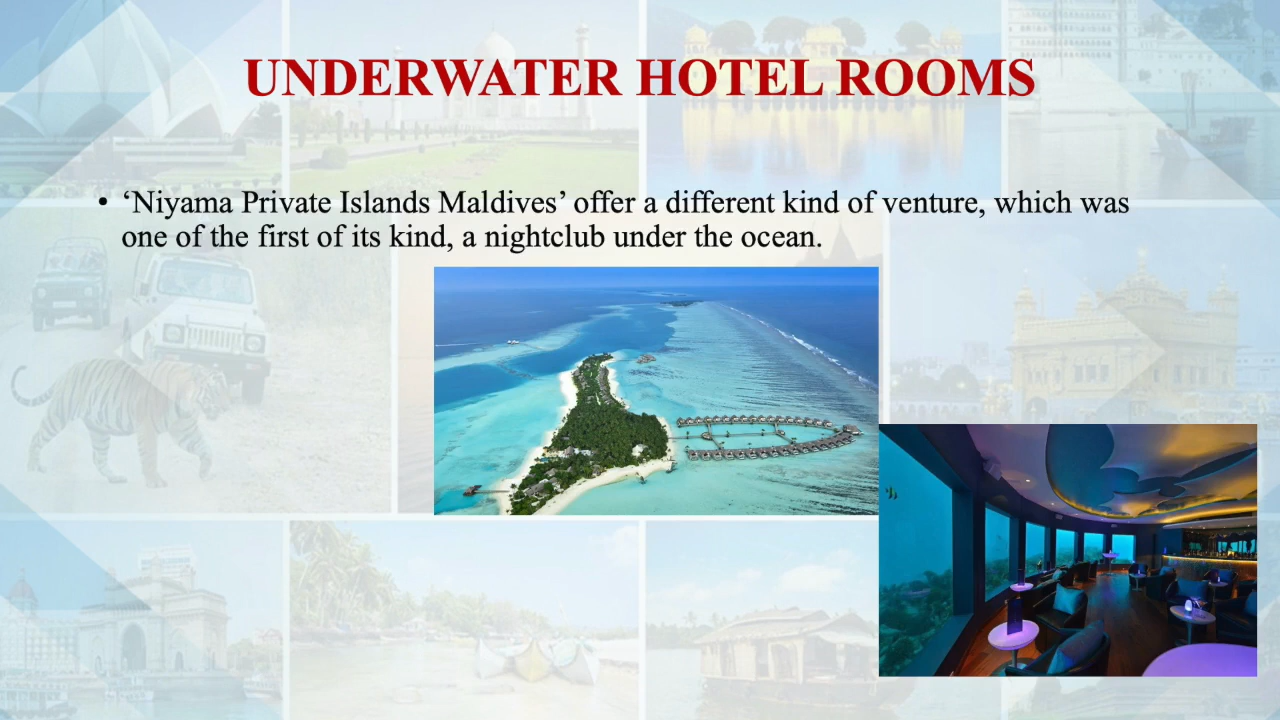 UNDERWATER HOTEL ROOMS
• ‘Niyama Private Islands Maldives’ offer a different kind of venture, which was
one of the first of its kind, a nightclub under the ocean.